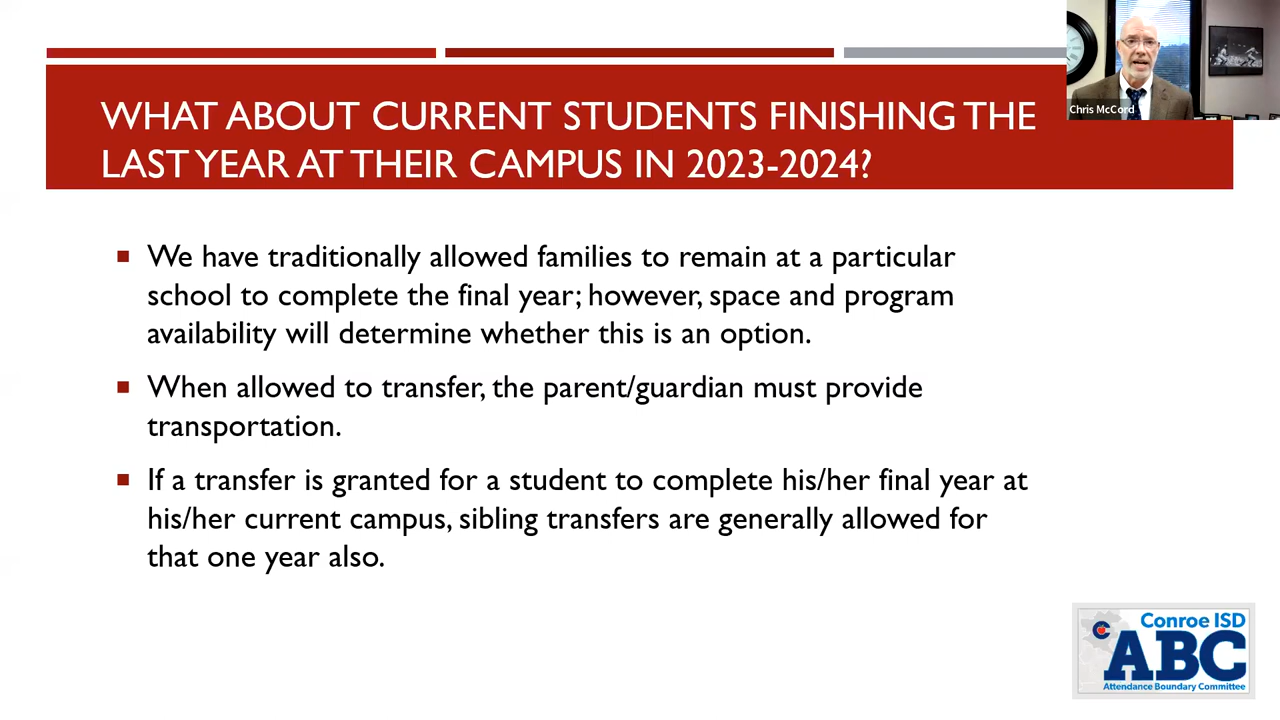 WHAT ABOUT CURRENT STUDENTS FINISHING THE
LAST YEAR AT THEIR CAMPUS IN 2023-2024?
Chris McCord
We have traditionally allowed families to remain at a particular
school to complete the final year; however, space and program
availability will determine whether this is an option.
When allowed to transfer, the parent/guardian must provide
transportation.
If a transfer is granted for a student to complete his/her final year at
his/her current campus, sibling transfers are generally allowed for
that one year also.
Conroe ISD
ABC
Attendance Boundary Committee